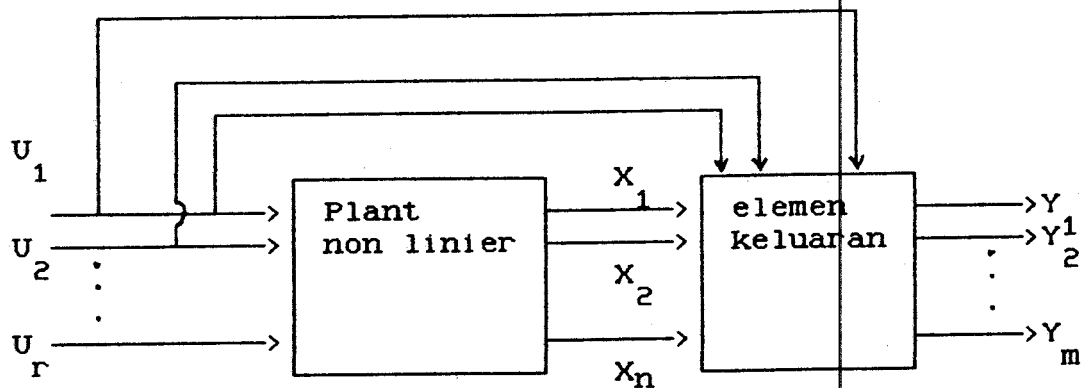 U1
U2
Ur
Plant
non linier
X1
X2
Xn
elemen
keluaran
Y1
Y2
Ym